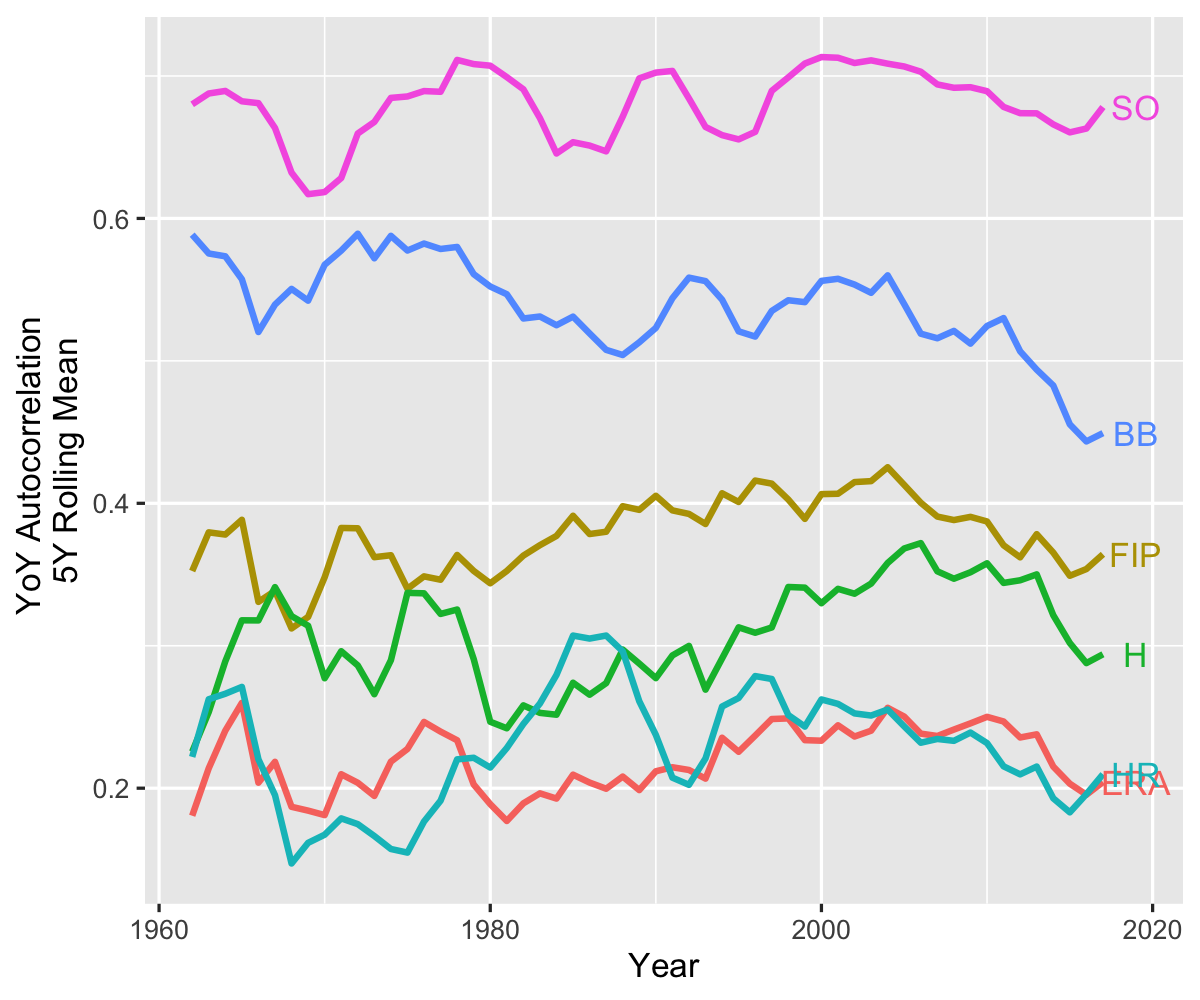 YoY Autocorrelation
5Y Rolling Mean
0.6
0.4
0.2
SO
BB
FIP
H
HR
ERA
1960
1980
2000
2020
Year